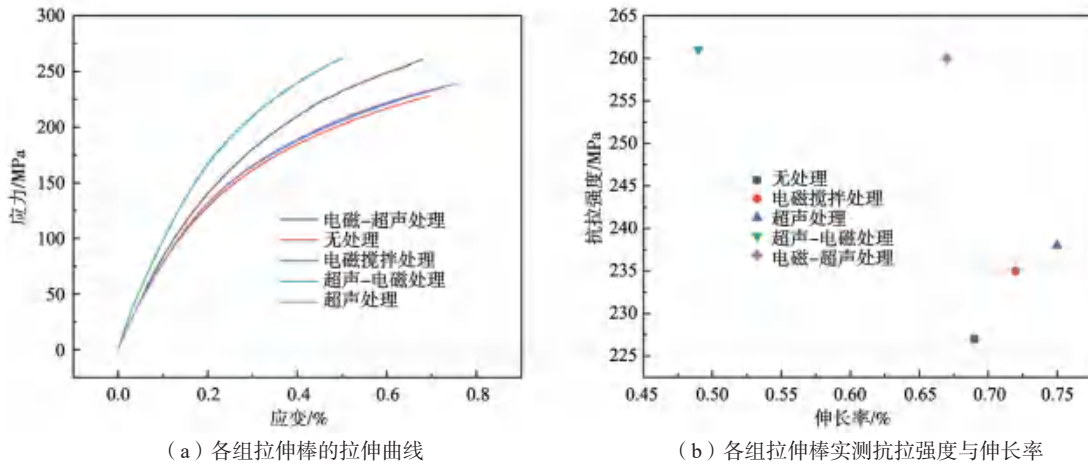 300
250
200
150
100
50
0
应力/MPa
电磁-超声处理
无处理
电磁搅拌处理
超声-电磁处理
超声处理
0.0 0.2 0.4 0.6 0.8
应变/%
(a)各组拉伸棒的拉伸曲线
265
260
255
250
245
240
235
230
225
抗拉强度/MPa
无处理
电磁搅拌处理
超声处理
超声-电磁处理
电磁-超声处理
0.45 0.50 0.55 0.60 0.65 0.70 0.75
伸长率/%
(b)各组拉伸棒实测抗拉强度与伸长率